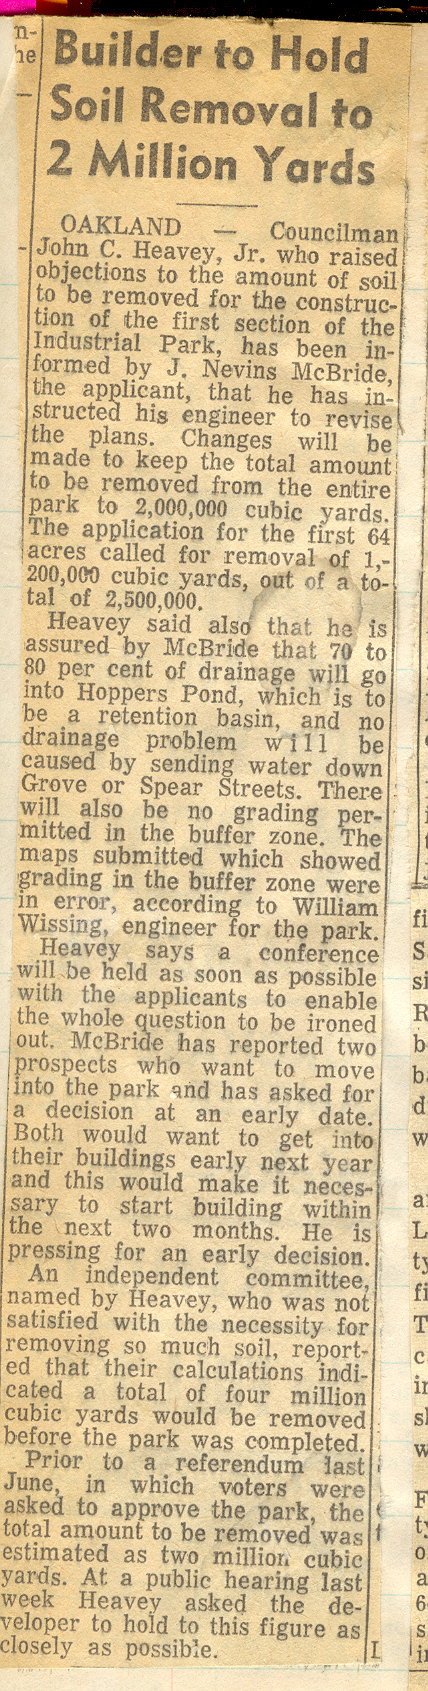 Builder to Hold
Soil Removal to
2 Million Yards
OAKLAND — Councilman
John C. Heavey, Jr. who raised
objections to the amount of soil
to be removed for the construc-
tion of the first section of the
Industrial Park, has been in-
formed by J. Nevins McBride,
the applicant, that he has in-
structed his engineer to revise
the plans. Changes will be
made to keep the total amount
to be removed from the entire
park to 2,000,000 cubic yards.
The application for the first 64
acres called for removal of 1,-
200,000 cubic yards, out of a to-
tal of 2,500,000.
Heavey said also that he is
assured by McBride that 70 to
80 per cent of drainage will go
into Hoppers Pond, which is to
be a retention basin, and no
drainage problem will be
caused by sending water down
Grove or Spear Streets. There
will also be no grading per-
mitted in the buffer zone. The
maps submitted which showed
grading in the buffer zone were
in error, according to William
Wissing, engineer for the park.
Heavey says a conference
will be held as soon as possible
with the applicants to enable
the whole question to be ironed
out. McBride has reported two
prospects who want to move
into the park and has asked for
a decision at an early date.
Both would want to get into
their buildings early next year
and this would make it neces-
sary to start building within
the next two months. He is
pressing for an early decision.
An independent committee,
named by Heavey, who was not
satisfied with the necessity for
removing so much soil, report-
ed that their calculations indi-
cated a total of four million
cubic yards would be removed
before the park was completed.
Prior to a referendum last
June, in which voters were
asked to approve the park, the
total amount to be removed was
estimated as two million cubic
yards. At a public hearing last
week Heavey asked the de-
veloper to hold to this figure as
closely as possible.